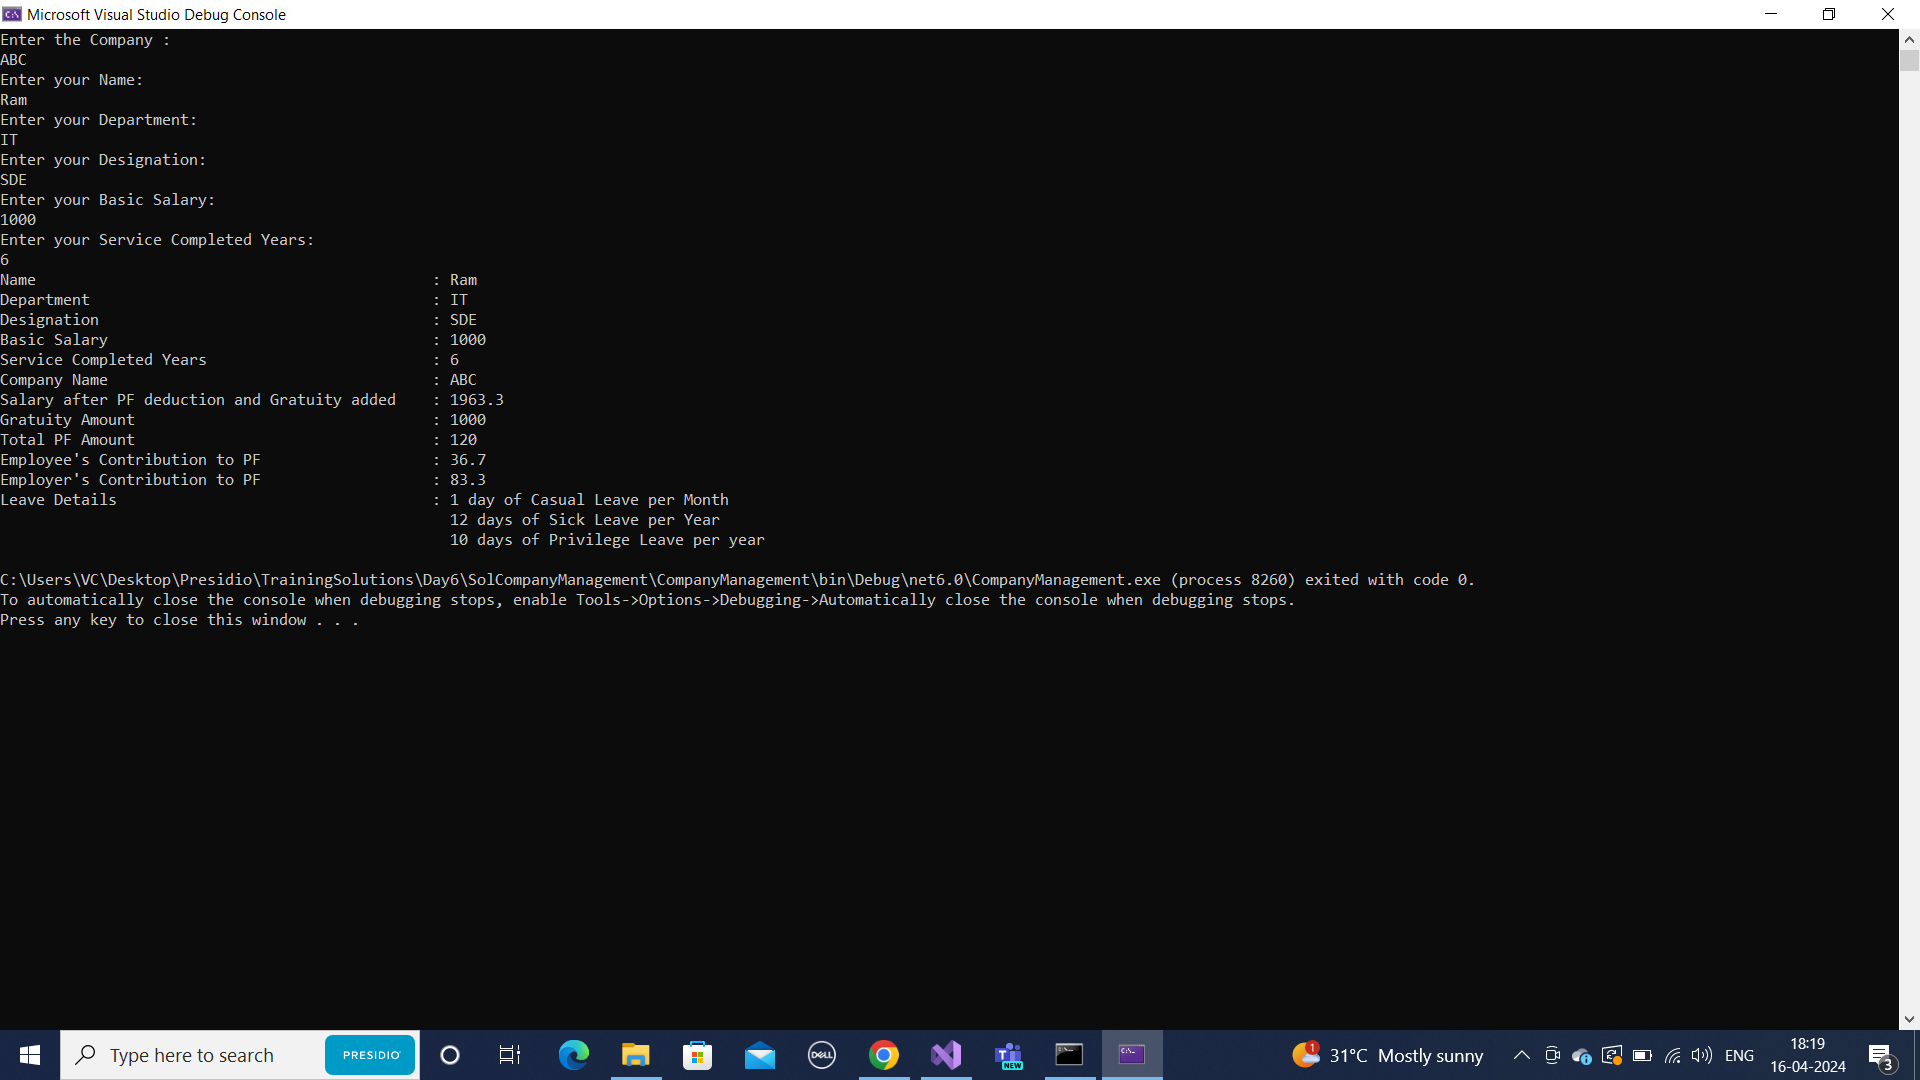 Microsoft Visual Studio Debug Console
Enter the Company :
ABC
Enter your Name:
Ram
Enter your Department:
IT
Enter your Designation:
SDE
Enter your Basic Salary:
1000
Enter your Service Completed Years:
6
Name : Ram
Department : IT
Designation : SDE
Basic Salary : 1000
Service Completed Years : 6
Company Name : ABC
Salary after PF deduction and Gratuity added : 1963.3
Gratuity Amount : 1000
Total PF Amount : 120
Employee's Contribution to PF : 36.7
Employer's Contribution to PF : 83.3
Leave Details : 1 day of Casual Leave per Month
12 days of Sick Leave per Year
10 days of Privilege Leave per year
C:\Users\VC\Desktop\Presidio\TrainingSolutions\Day6\SolCompanyManagement\CompanyManagement\bin\Debug\net6.0\CompanyManagement.exe (process 8260) exited with code 0.
To automatically close the console when debugging stops, enable Tools->Options->Debugging->Automatically close the console when debugging stops.
Press any key to close this window . . .
Type here to search PRESIDIO DELL NEW 1 31°C Mostly sunny ENG 18:19
16-04-2024 3